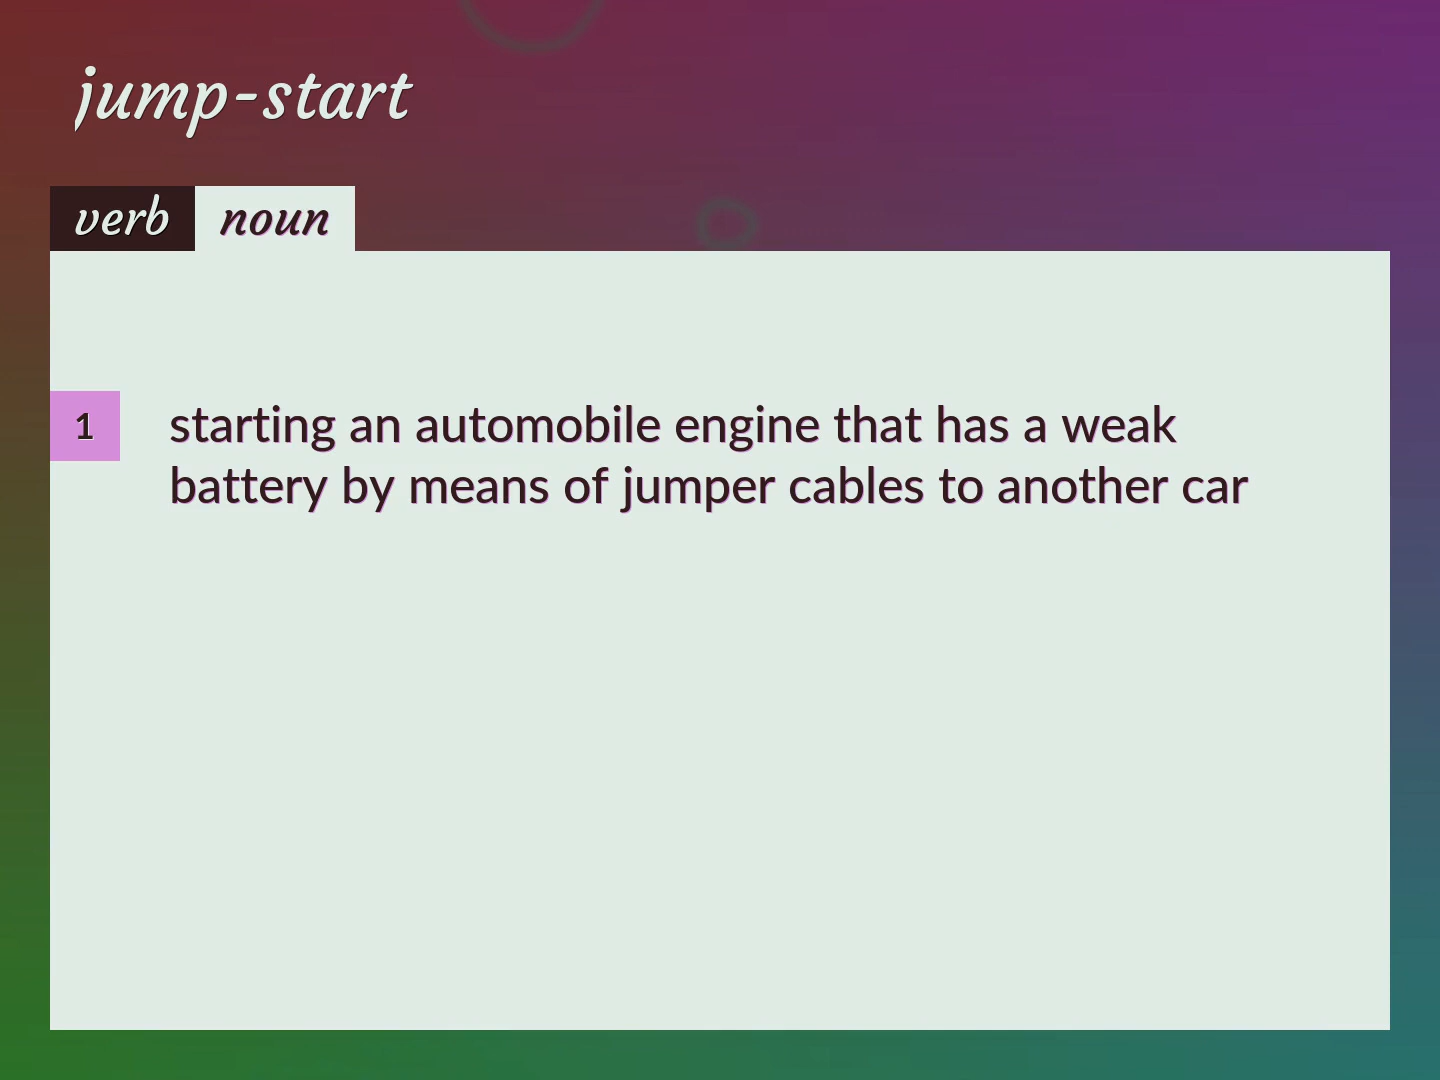 jump-start
verb noun
1 starting an automobile engine that has a weak
battery by means of jumper cables to another car